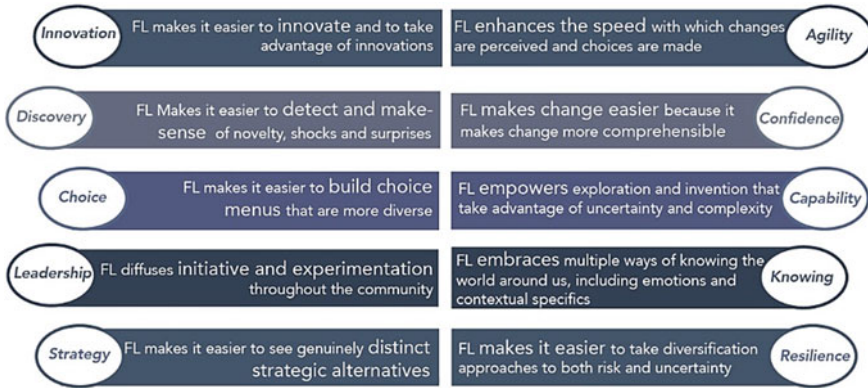 Innovation
FL makes it easier to innovate and to take
advantage of innovations
FL enhances the speed with which changes
are perceived and choices are made
Agility
Discovery
FL Makes it easier to detect and make-
sense of novelty, shocks and surprises
FL makes change easier because it
makes change more comprehensible
Confidence
Choice
FL makes it easier to build choice
menus that are more diverse
FL empowers exploration and invention that
take advantage of uncertainty and complexity
Capability
Leadership
FL diffuses initiative and experimentation
throughout the community
FL embraces multiple ways of knowing the
world around us, including emotions and
contextual specifics
Knowing
Strategy
FL makes it easier to see genuinely distinct
strategic alternatives
FL makes it easier to take diversification
approaches to both risk and uncertainty
Resilience